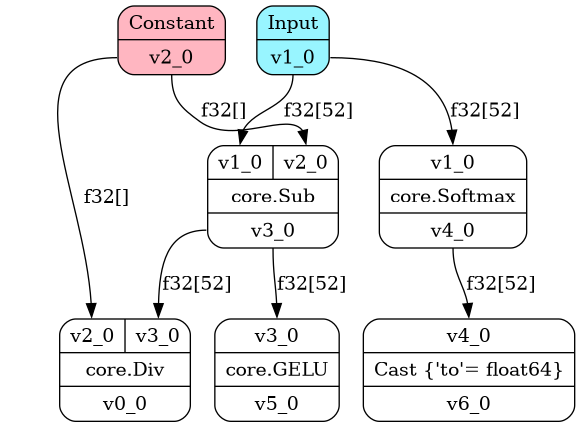 Constant
v2_0
Input
v1_0
f32[]
f32[52]
f32[52]
v1_0 v2_0
core.Sub
v3_0
v1_0
core.Softmax
v4_0
f32[]
f32[52]
f32[52]
f32[52]
v2_0 v3_0
core.Div
v0_0
v3_0
core.GELU
v5_0
v4_0
Cast {'to'= float64}
v6_0